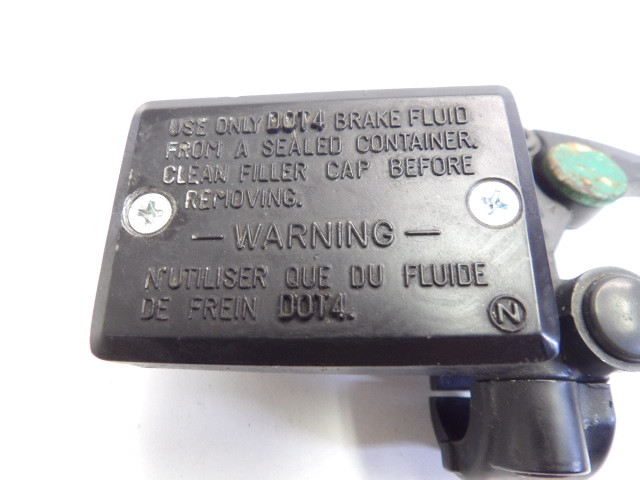 USE ONLY DOT4 BRAKE FLUID
FROM A SEALED CONTAINER.
CLEAN FILLER CAP BEFORE
REMOVING.
— WARNING —
N'UTILISER QUE DU FLUIDE
DE FREIN DOT4.
N